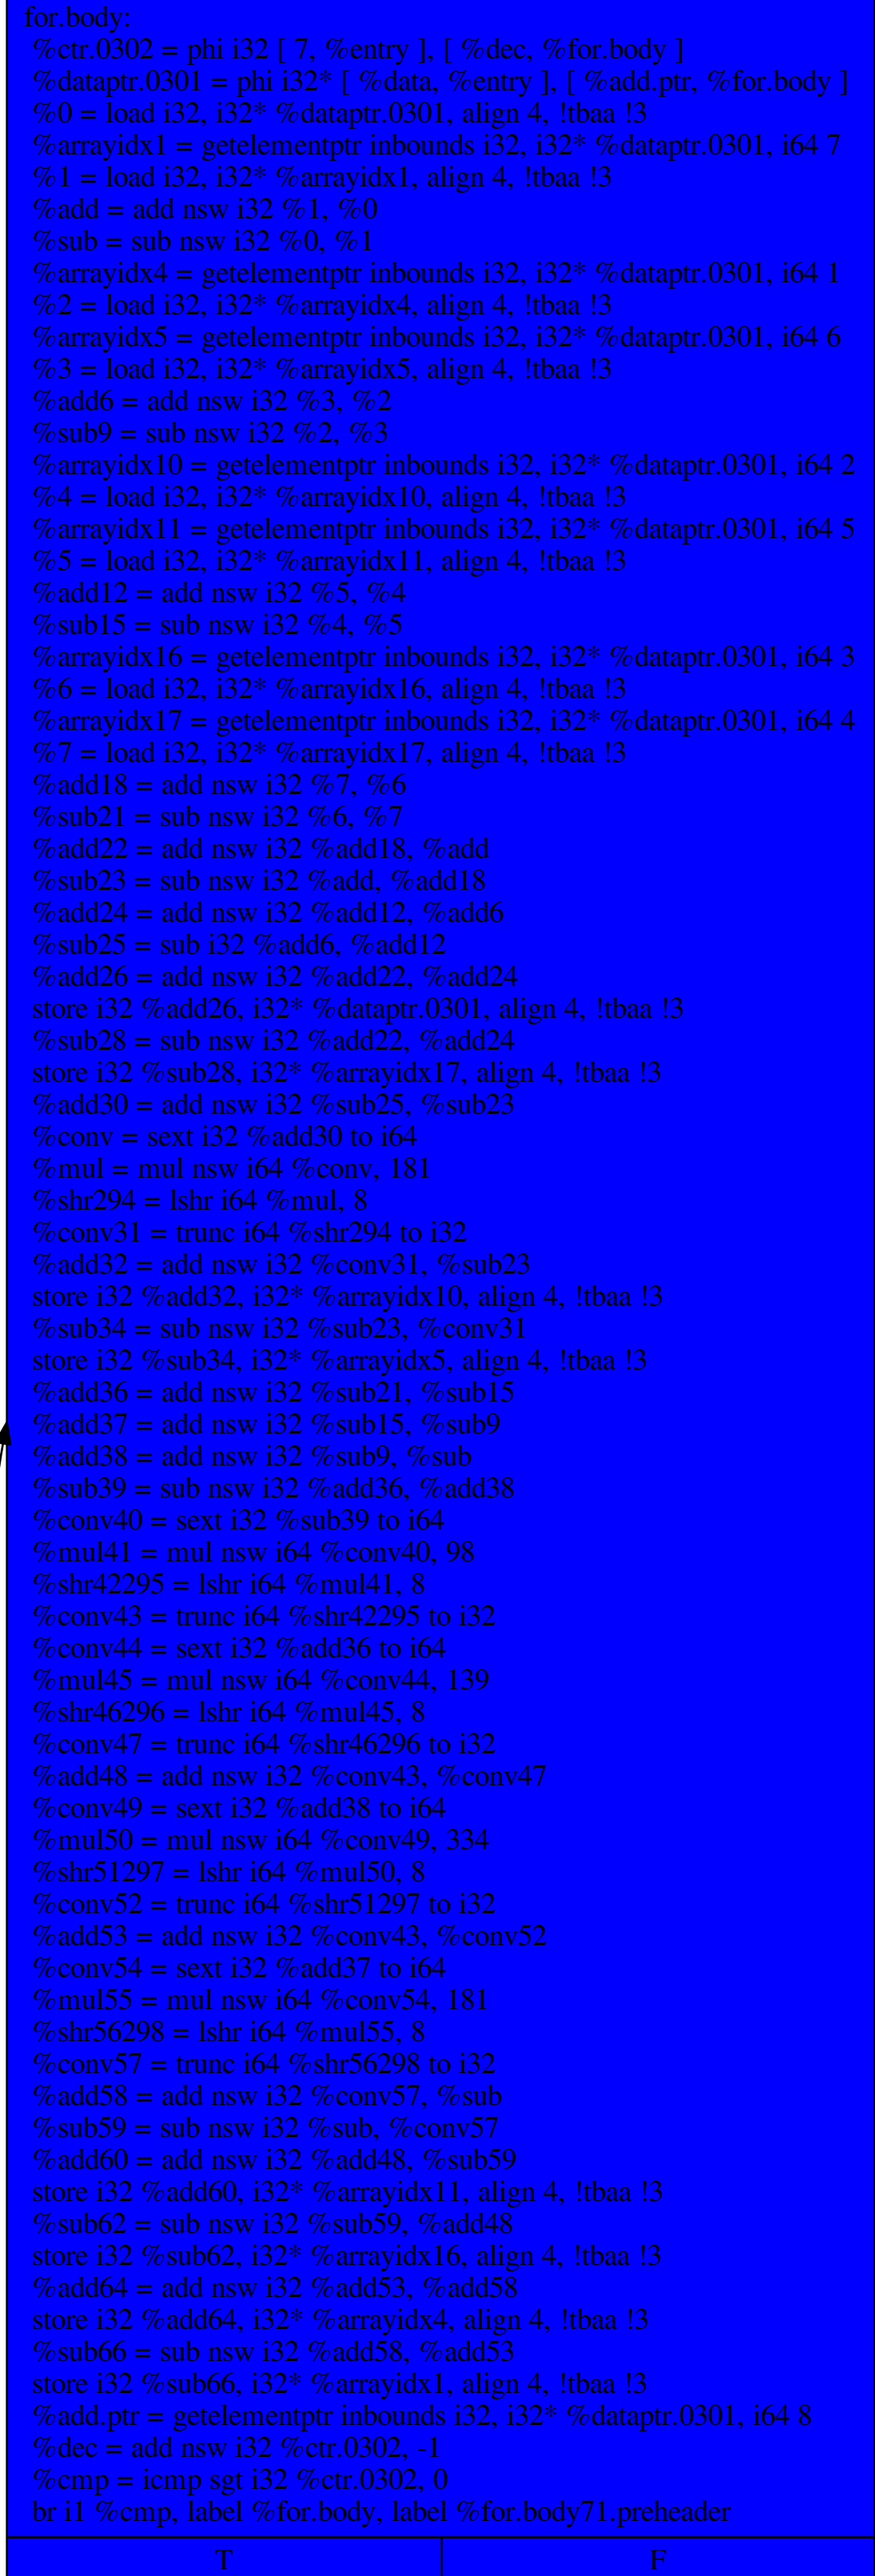 for.body:
%ctr.0302 = phi i32 [ 7, %entry ], [ %dec, %for.body ]
%dataptr.0301 = phi i32* [ %data, %entry ], [ %add.ptr, %for.body ]
%0 = load i32, i32* %dataptr.0301, align 4, !tbaa !3
%arrayidx1 = getelementptr inbounds i32, i32* %dataptr.0301, i64 7
%1 = load i32, i32* %arrayidx1, align 4, !tbaa !3
%add = add nsw i32 %1, %0
%sub = sub nsw i32 %0, %1
%arrayidx4 = getelementptr inbounds i32, i32* %dataptr.0301, i64 1
%2 = load i32, i32* %arrayidx4, align 4, !tbaa !3
%arrayidx5 = getelementptr inbounds i32, i32* %dataptr.0301, i64 6
%3 = load i32, i32* %arrayidx5, align 4, !tbaa !3
%add6 = add nsw i32 %3, %2
%sub9 = sub nsw i32 %2, %3
%arrayidx10 = getelementptr inbounds i32, i32* %dataptr.0301, i64 2
%4 = load i32, i32* %arrayidx10, align 4, !tbaa !3
%arrayidx11 = getelementptr inbounds i32, i32* %dataptr.0301, i64 5
%5 = load i32, i32* %arrayidx11, align 4, !tbaa !3
%add12 = add nsw i32 %5, %4
%sub15 = sub nsw i32 %4, %5
%arrayidx16 = getelementptr inbounds i32, i32* %dataptr.0301, i64 3
%6 = load i32, i32* %arrayidx16, align 4, !tbaa !3
%arrayidx17 = getelementptr inbounds i32, i32* %dataptr.0301, i64 4
%7 = load i32, i32* %arrayidx17, align 4, !tbaa !3
%add18 = add nsw i32 %7, %6
%sub21 = sub nsw i32 %6, %7
%add22 = add nsw i32 %add18, %add
%sub23 = sub nsw i32 %add, %add18
%add24 = add nsw i32 %add12, %add6
%sub25 = sub i32 %add6, %add12
%add26 = add nsw i32 %add22, %add24
store i32 %add26, i32* %dataptr.0301, align 4, !tbaa !3
%sub28 = sub nsw i32 %add22, %add24
store i32 %sub28, i32* %arrayidx17, align 4, !tbaa !3
%add30 = add nsw i32 %sub25, %sub23
%conv = sext i32 %add30 to i64
%mul = mul nsw i64 %conv, 181
%shr294 = lshr i64 %mul, 8
%conv31 = trunc i64 %shr294 to i32
%add32 = add nsw i32 %conv31, %sub23
store i32 %add32, i32* %arrayidx10, align 4, !tbaa !3
%sub34 = sub nsw i32 %sub23, %conv31
store i32 %sub34, i32* %arrayidx5, align 4, !tbaa !3
%add36 = add nsw i32 %sub21, %sub15
%add37 = add nsw i32 %sub15, %sub9
%add38 = add nsw i32 %sub9, %sub
%sub39 = sub nsw i32 %add36, %add38
%conv40 = sext i32 %sub39 to i64
%mul41 = mul nsw i64 %conv40, 98
%shr42295 = lshr i64 %mul41, 8
%conv43 = trunc i64 %shr42295 to i32
%conv44 = sext i32 %add36 to i64
%mul45 = mul nsw i64 %conv44, 139
%shr46296 = lshr i64 %mul45, 8
%conv47 = trunc i64 %shr46296 to i32
%add48 = add nsw i32 %conv43, %conv47
%conv49 = sext i32 %add38 to i64
%mul50 = mul nsw i64 %conv49, 334
%shr51297 = lshr i64 %mul50, 8
%conv52 = trunc i64 %shr51297 to i32
%add53 = add nsw i32 %conv43, %conv52
%conv54 = sext i32 %add37 to i64
%mul55 = mul nsw i64 %conv54, 181
%shr56298 = lshr i64 %mul55, 8
%conv57 = trunc i64 %shr56298 to i32
%add58 = add nsw i32 %conv57, %sub
%sub59 = sub nsw i32 %sub, %conv57
%add60 = add nsw i32 %add48, %sub59
store i32 %add60, i32* %arrayidx11, align 4, !tbaa !3
%sub62 = sub nsw i32 %sub59, %add48
store i32 %sub62, i32* %arrayidx16, align 4, !tbaa !3
%add64 = add nsw i32 %add53, %add58
store i32 %add64, i32* %arrayidx4, align 4, !tbaa !3
%sub66 = sub nsw i32 %add58, %add53
store i32 %sub66, i32* %arrayidx1, align 4, !tbaa !3
%add.ptr = getelementptr inbounds i32, i32* %dataptr.0301, i64 8
%dec = add nsw i32 %ctr.0302, -1
%cmp = icmp sgt i32 %ctr.0302, 0
br i1 %cmp, label %for.body, label %for.body71.preheader
T F